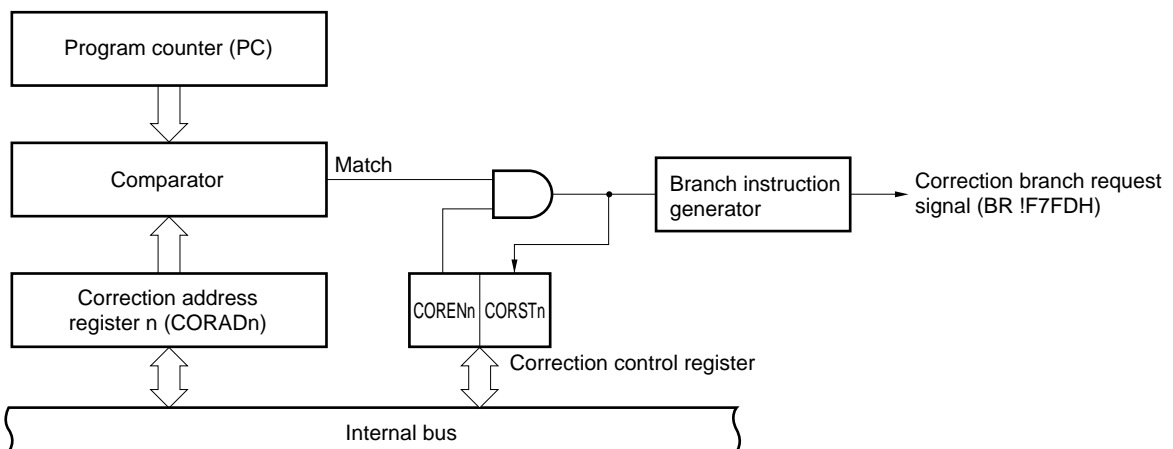 Program counter (PC)
Comparator
Match
Branch instruction
generator
Correction branch request
signal (BR !F7FDH)
Correction address
register n (CORADn)
CORENn
CORSTn
Correction control register
Internal bus